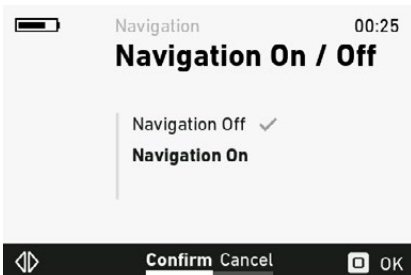 Navigation 00:25
Navigation On / Off
Navigation Off
Navigation On
Confirm Cancel OK